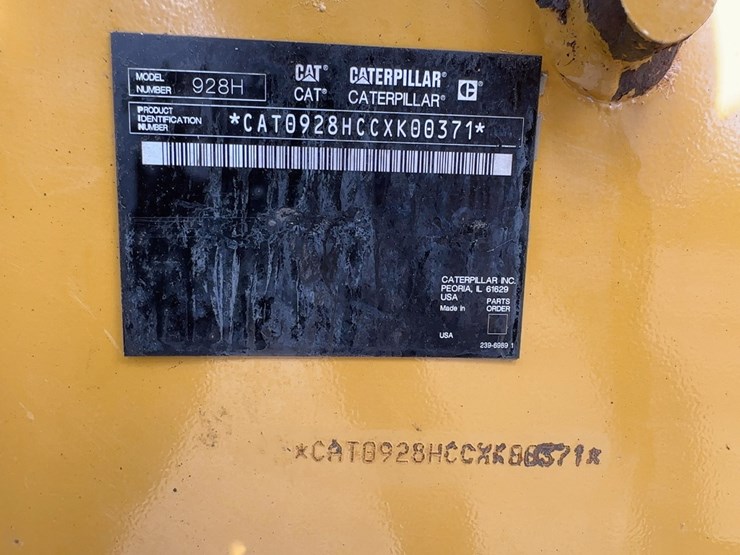 MODEL NUMBER 928H
CAT® CATERPILLAR®
CAT® CATERPILLAR®
PRODUCT IDENTIFICATION NUMBER *CAT0928HCCXK00371*
CATERPILLAR INC.
PEORIA, IL 61629
USA
Made in
PARTS
ORDER
USA
239-6989 1
*CAT0928HCCXK00371*